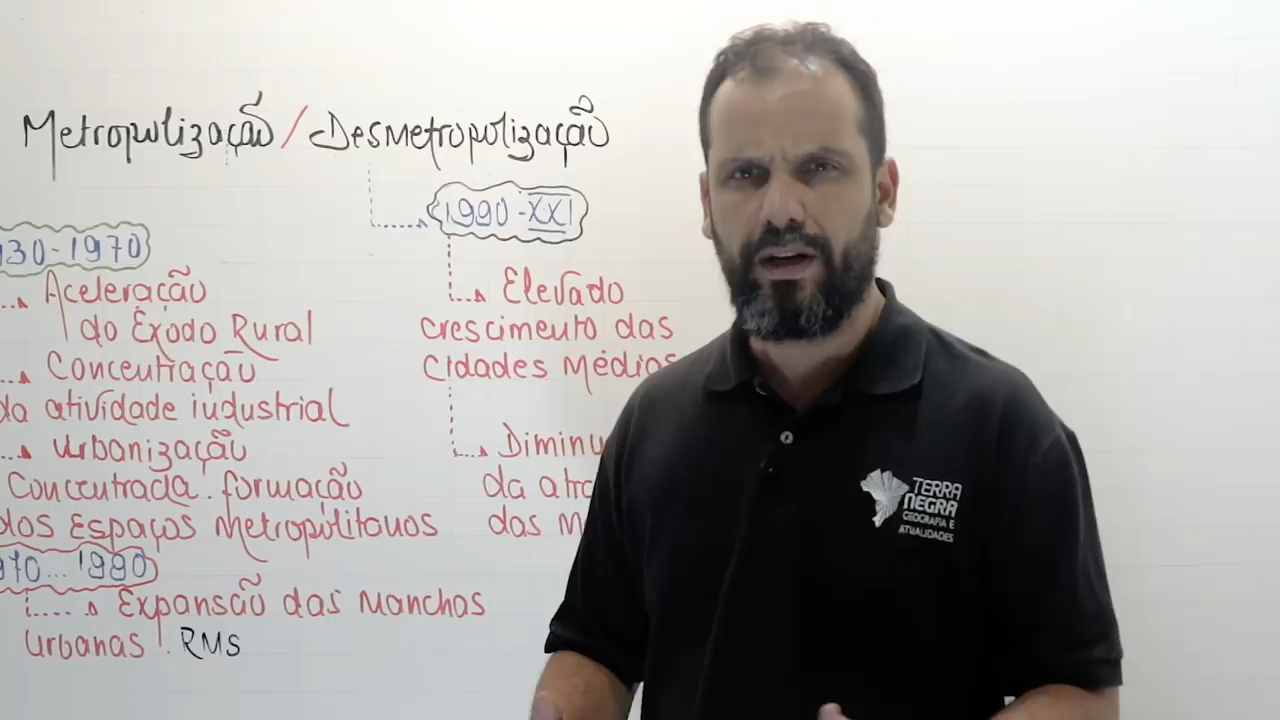 Metropolização / Desmetropolização
1990-XXI
930-1970
Aceleração
do Êxodo Rural
Concentração
da atividade industrial
Urbanização
Concentrada. formação
dos Espaços Metropolitanos
970... 1990
Expansão das Manchas
Urbanas. RMs
Elevado
crescimento das
Cidades Médias
Diminu
da atra
das M
TERRA
NEGRA
GEOGRAFIA E
ATUALIDADES